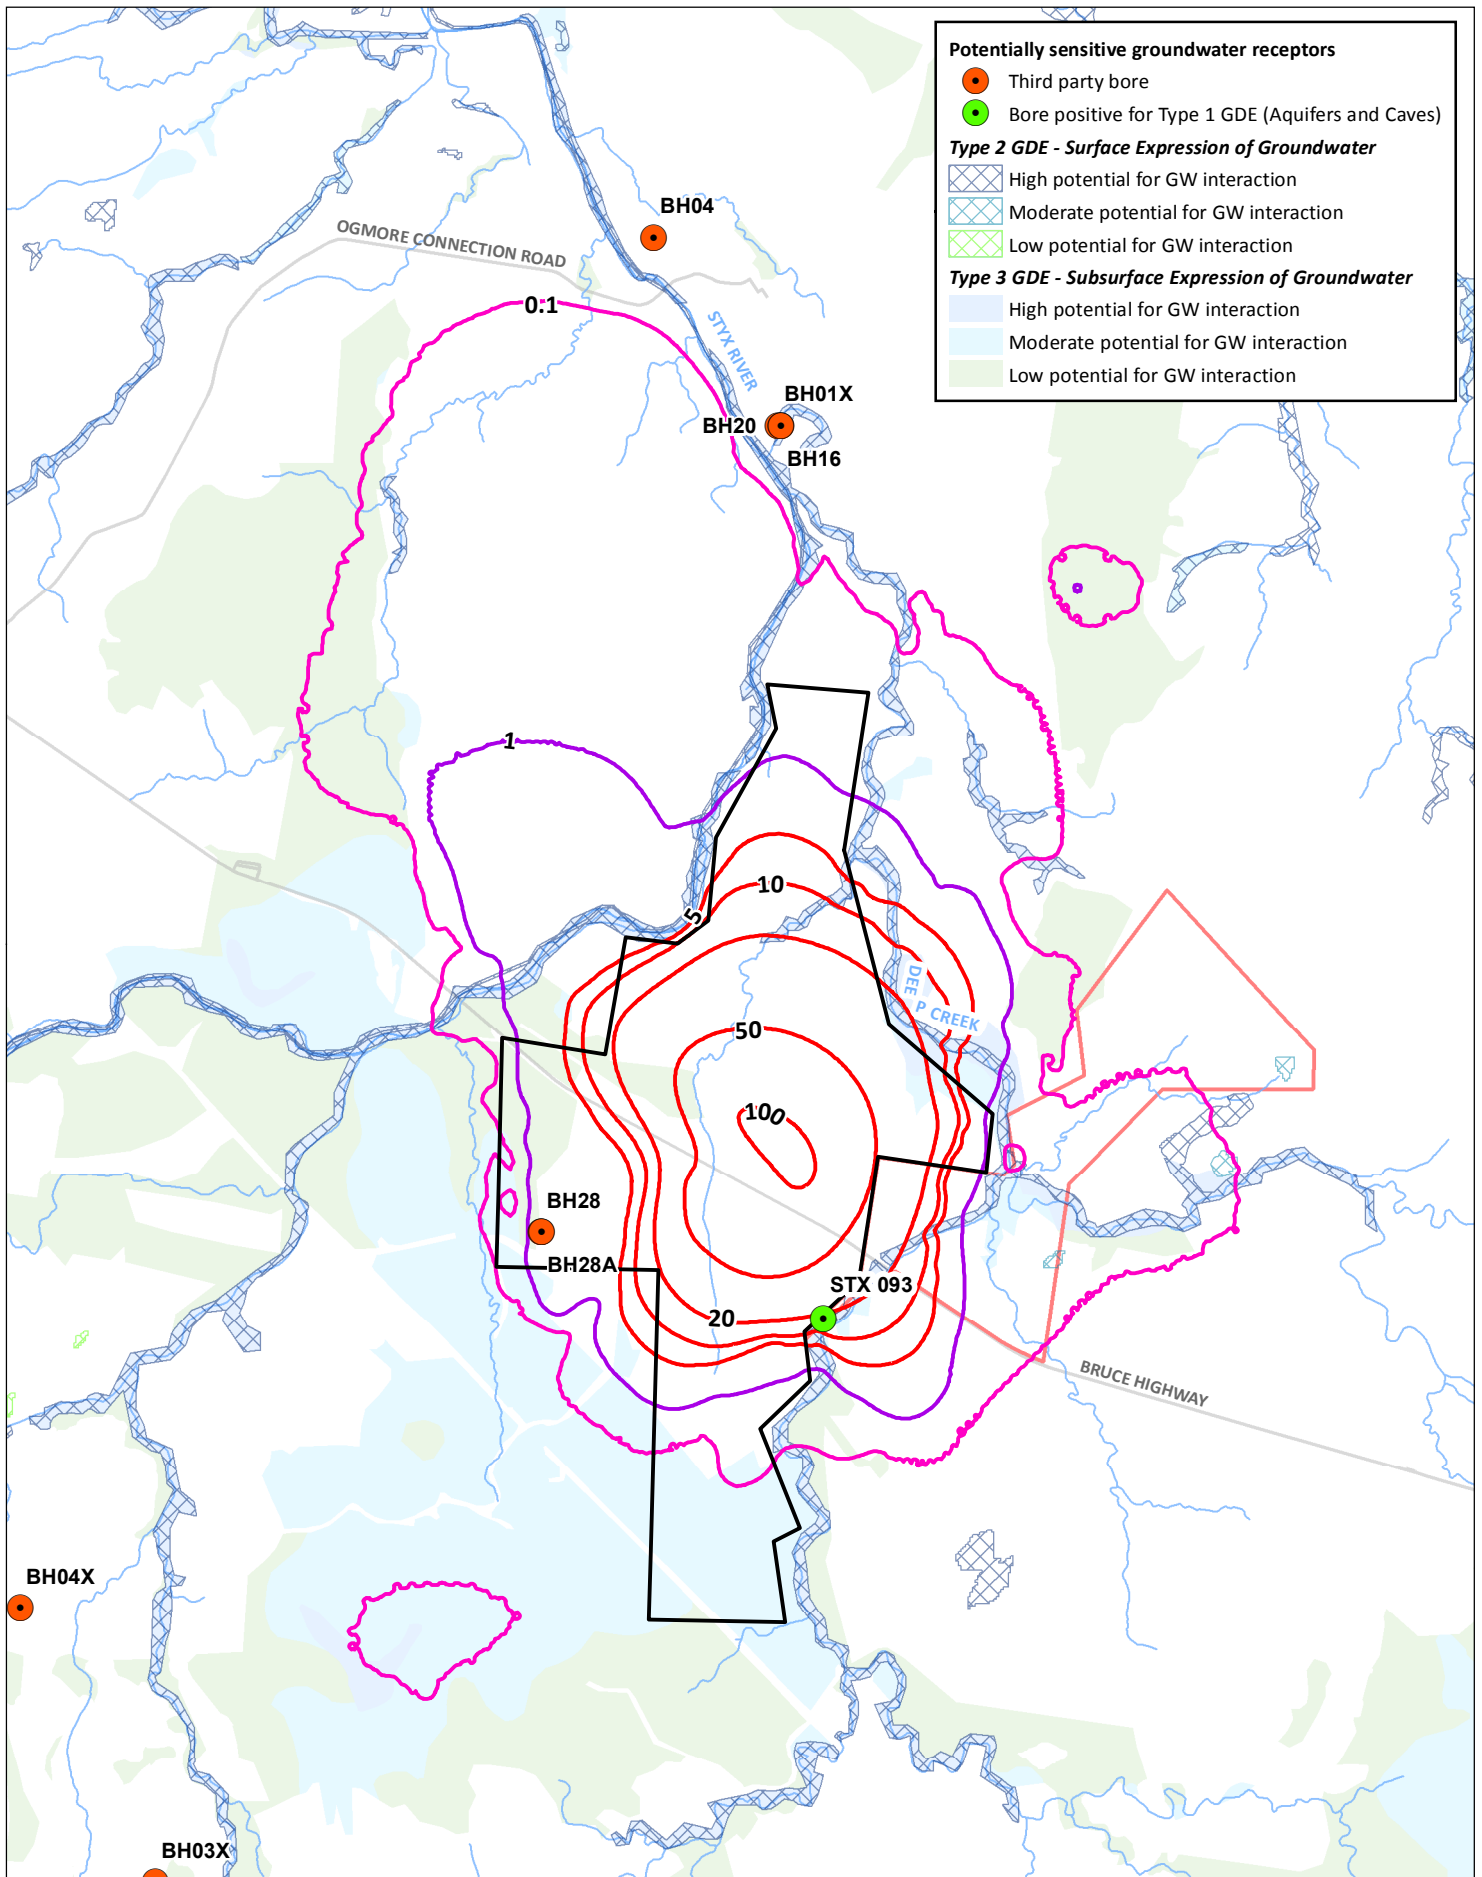 Potentially sensitive groundwater receptors
Third party bore
Bore positive for Type 1 GDE (Aquifers and Caves)
Type 2 GDE - Surface Expression of Groundwater
High potential for GW interaction
Moderate potential for GW interaction
Low potential for GW interaction
Type 3 GDE - Subsurface Expression of Groundwater
High potential for GW interaction
Moderate potential for GW interaction
Low potential for GW interaction
BH04
OGMORE CONNECTION ROAD
0.1
STYX RIVER
BH01X
BH20
BH16
1
10
5
DEEP CREEK
50
100
BH28
BH28A
STX 093
20
BRUCE HIGHWAY
BH04X
BH03X